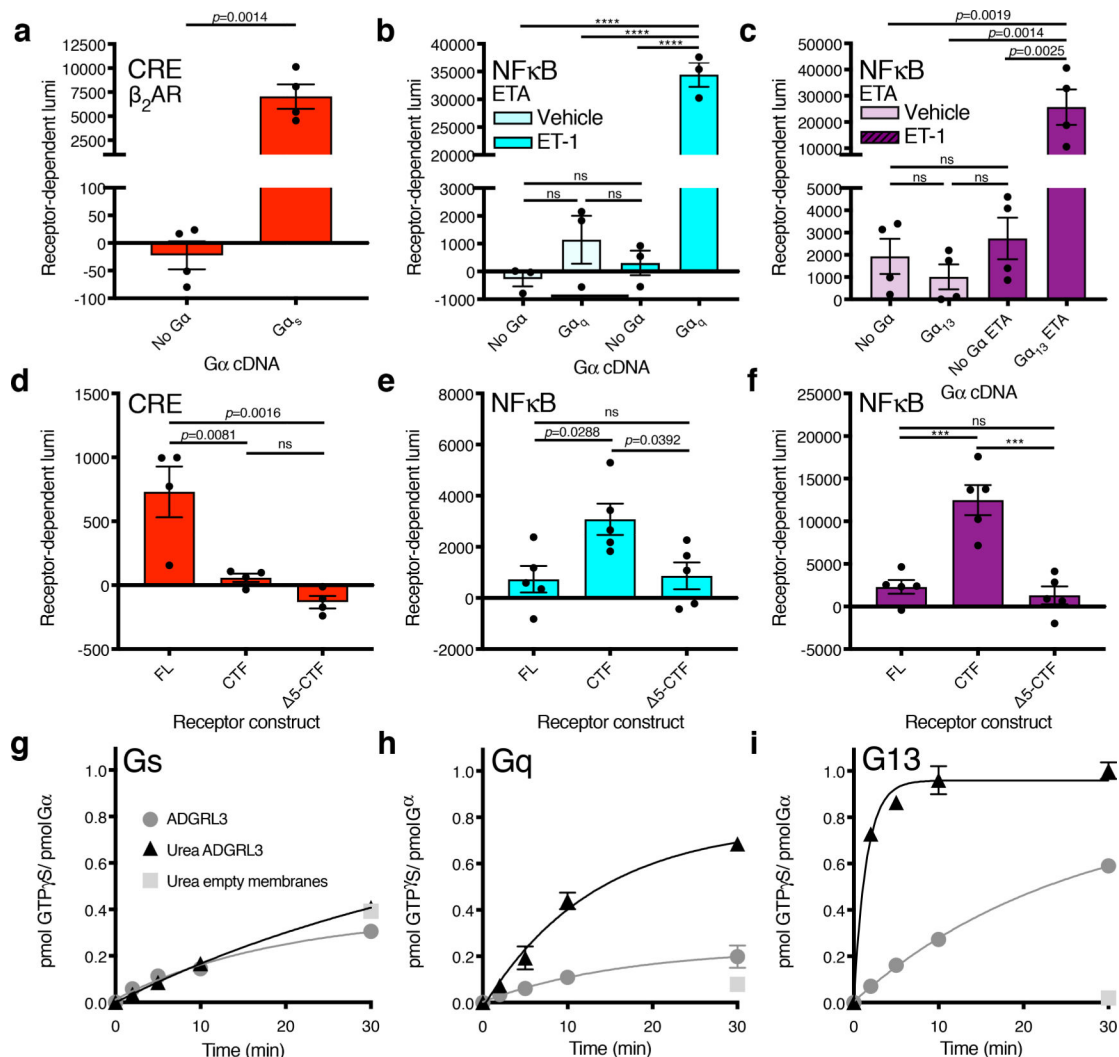 a
p=0.0014
CRE
β₂AR
Receptor-dependent lumi
12500
10000
7500
5000
2500
100
50
0
-50
-100
No Gα
Gαs
Gα cDNA
b
****
****
****
NFκB
ETA
Vehicle
ET-1
ns
ns
ns
Receptor-dependent lumi
40000
35000
30000
25000
20000
3000
2000
1000
0
-1000
No Gα
Gαq
No Gα
Gαq
Gα cDNA
c
p=0.0019
p=0.0014
p=0.0025
NFκB
ETA
Vehicle
ET-1
ns
ns
ns
Receptor-dependent lumi
50000
40000
30000
20000
10000
5000
4000
3000
2000
1000
0
No Gα
Gα₁₃
No Gα ETA
Gα₁₃ ETA
Gα cDNA
d
CRE
p=0.0016
p=0.0081
ns
Receptor-dependent lumi
1500
1000
500
0
-500
FL
CTF
Δ5-CTF
Receptor construct
e
NFκB
ns
p=0.0288
p=0.0392
Receptor-dependent lumi
8000
6000
4000
2000
0
-2000
FL
CTF
Δ5-CTF
Receptor construct
f
NFκB
ns
***
***
Receptor-dependent lumi
25000
20000
15000
10000
5000
0
-5000
FL
CTF
Δ5-CTF
Receptor construct
g
Gs
ADGRL3
Urea ADGRL3
Urea empty membranes
pmol GTPγS/ pmolGα
1.0
0.8
0.6
0.4
0.2
0.0
0
10
20
30
Time (min)
h
Gq
pmol GTPγS/ pmolGα
1.0
0.8
0.6
0.4
0.2
0.0
0
10
20
30
Time (min)
i
G13
pmol GTPγS/ pmolGα
1.0
0.8
0.6
0.4
0.2
0.0
0
10
20
30
Time (min)